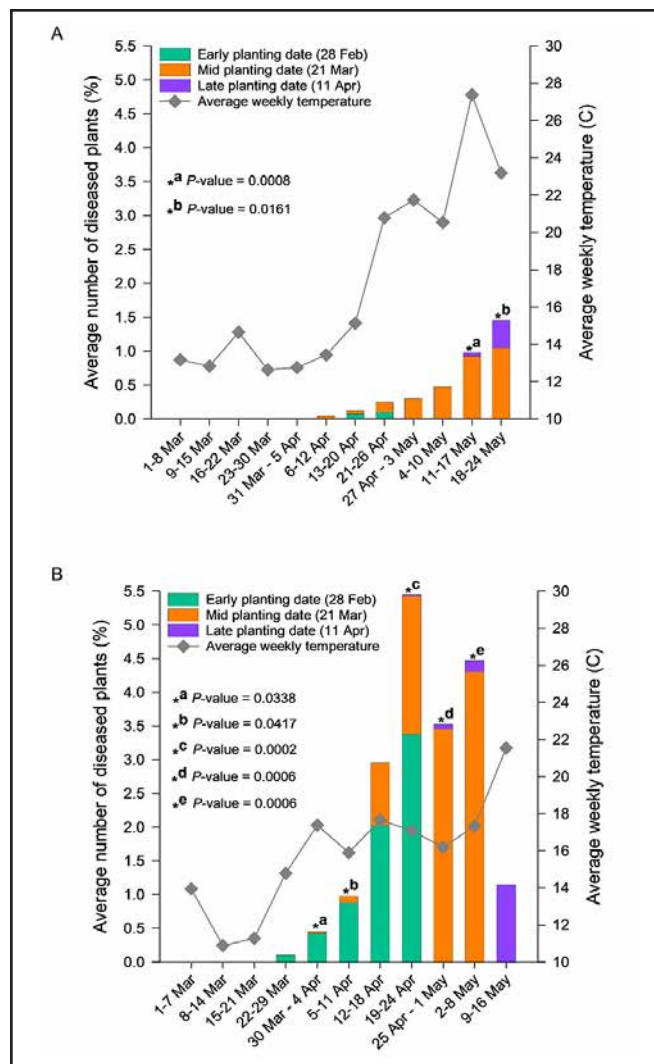 A
Early planting date (28 Feb)
Mid planting date (21 Mar)
Late planting date (11 Apr)
Average weekly temperature
*a P-value = 0.0008
*b P-value = 0.0161
*a
*b
Average number of diseased plants (%)
5.5
5.0
4.5
4.0
3.5
3.0
2.5
2.0
1.5
1.0
0.5
0.0
30
28
26
24
22
20
18
16
14
12
10
Average weekly temperature (C)
1-8 Mar
9-15 Mar
16-22 Mar
23-30 Mar
31 Mar - 5 Apr
6-12 Apr
13-20 Apr
21-26 Apr
27 Apr - 3 May
4-10 May
11-17 May
18-24 May
B
Early planting date (28 Feb)
Mid planting date (21 Mar)
Late planting date (11 Apr)
Average weekly temperature
*a P-value = 0.0338
*b P-value = 0.0417
*c P-value = 0.0002
*d P-value = 0.0006
*e P-value = 0.0006
*a
*b
*c
*d
*e
Average number of diseased plants (%)
5.5
5.0
4.5
4.0
3.5
3.0
2.5
2.0
1.5
1.0
0.5
0.0
30
28
26
24
22
20
18
16
14
12
10
Average weekly temperature (C)
1-7 Mar
8-14 Mar
15-21 Mar
22-29 Mar
30 Mar - 4 Apr
5-11 Apr
12-18 Apr
19-24 Apr
25 Apr - 1 May
2-8 May
9-16 May